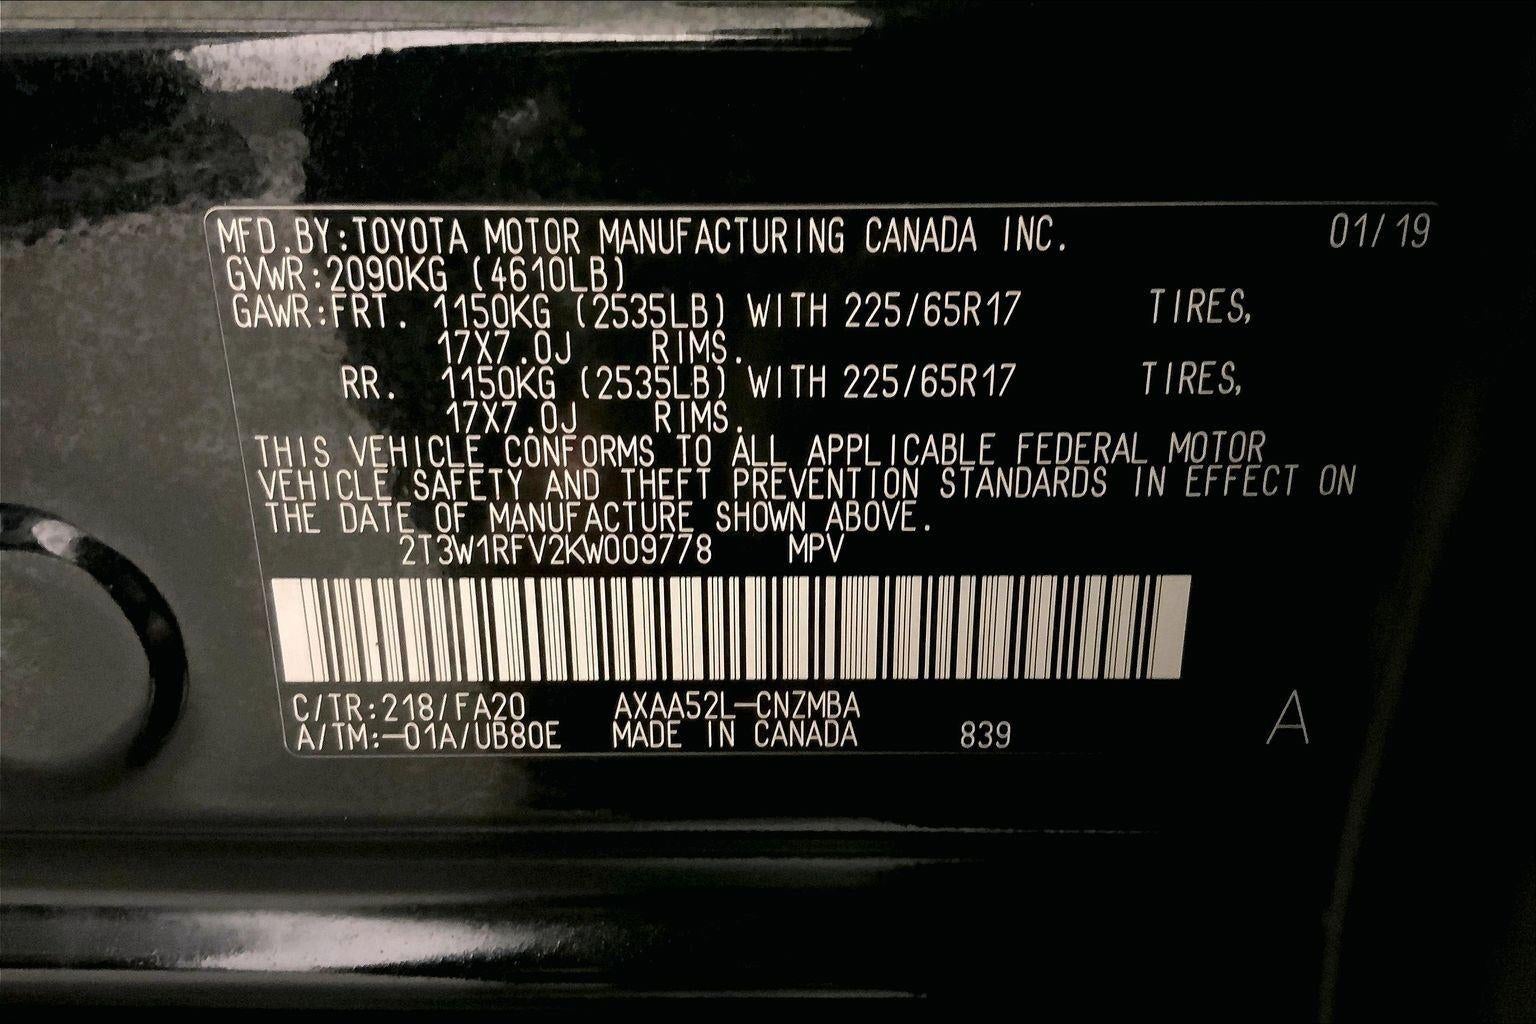 MFD.BY:TOYOTA MOTOR MANUFACTURING CANADA INC. 01/19
GVWR:2090KG (4610LB)
GAWR:FRT. 1150KG (2535LB) WITH 225/65R17 TIRES,
17X7.0J RIMS.
RR. 1150KG (2535LB) WITH 225/65R17 TIRES,
17X7.0J RIMS.
THIS VEHICLE CONFORMS TO ALL APPLICABLE FEDERAL MOTOR
VEHICLE SAFETY AND THEFT PREVENTION STANDARDS IN EFFECT ON
THE DATE OF MANUFACTURE SHOWN ABOVE.
2T3W1RFV2KW009778 MPV
C/TR:218/FA20 AXAA52L-CNZMBA
A/TM:-01A/UB80E MADE IN CANADA 839 A